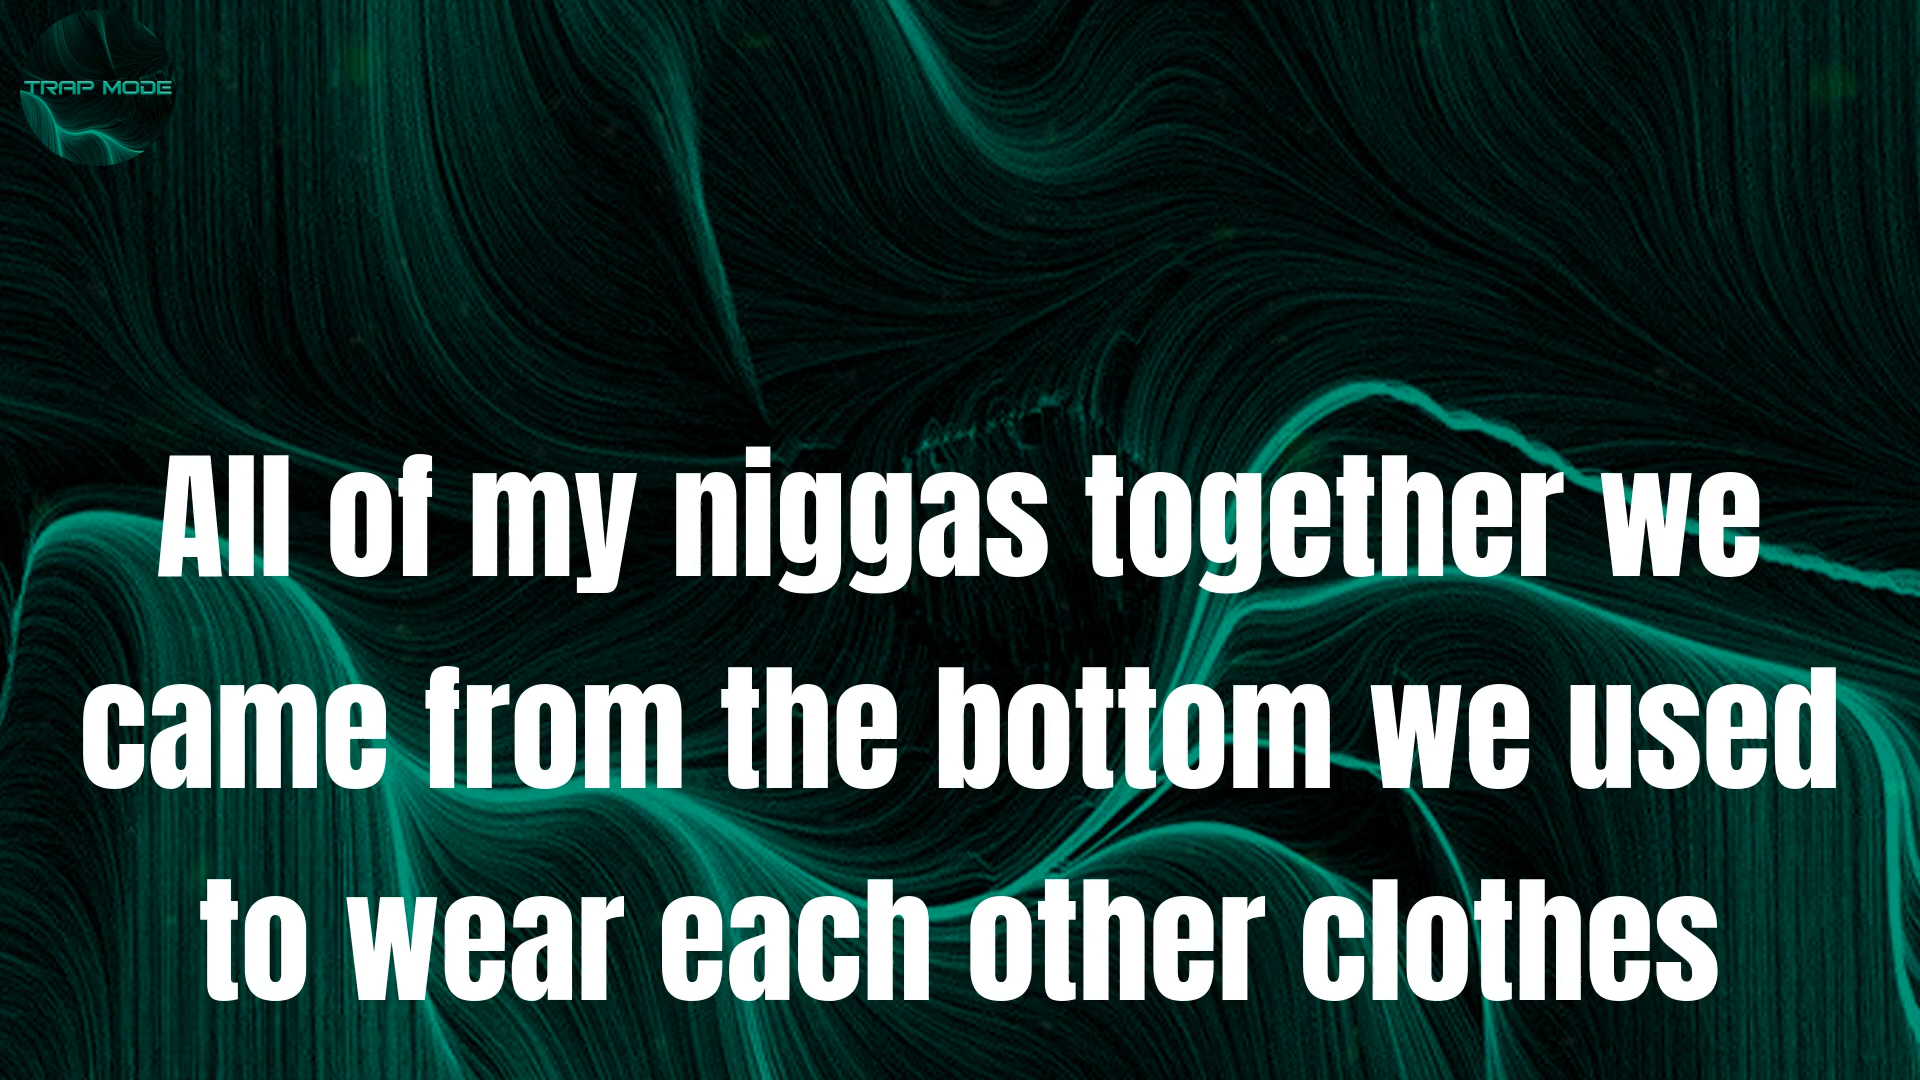 TRAP MODE
All of my niggas together we
came from the bottom we used
to wear each other clothes